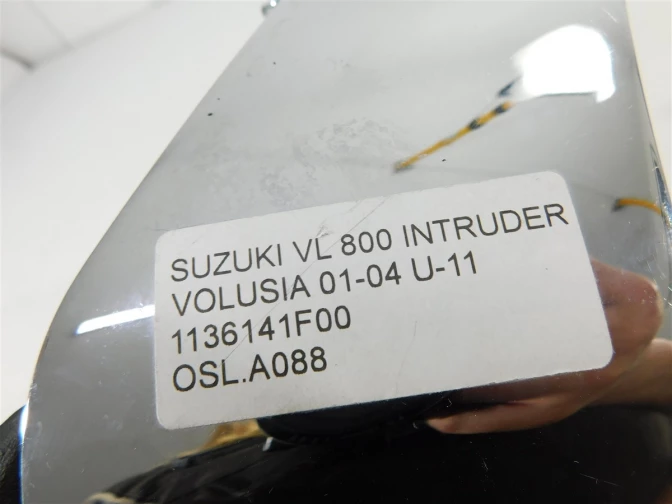 SUZUKI VL 800 INTRUDER
VOLUSIA 01-04 U-11
1136141F00
OSL.A088